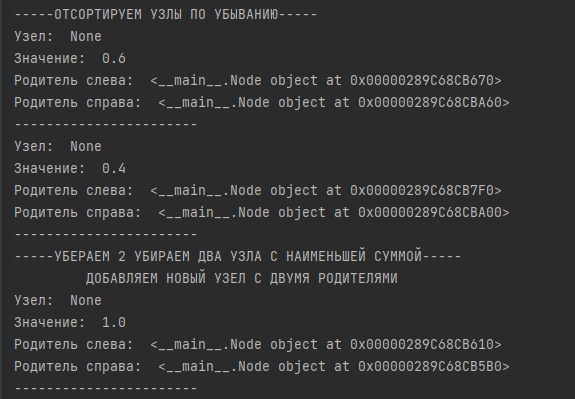 -----ОТСОРТИРУЕМ УЗЛЫ ПО УБЫВАНИЮ-----
Узел:  None
Значение:  0.6
Родитель слева:  <__main__.Node object at 0x00000289C68CB670>
Родитель справа:  <__main__.Node object at 0x00000289C68CBA60>
-----------------------
Узел:  None
Значение:  0.4
Родитель слева:  <__main__.Node object at 0x00000289C68CB7F0>
Родитель справа:  <__main__.Node object at 0x00000289C68CBA00>
-----------------------
-----УБЕРАЕМ 2 УБИРАЕМ ДВА УЗЛА С НАИМЕНЬШЕЙ СУММОЙ-----
         ДОБАВЛЯЕМ НОВЫЙ УЗЕЛ С ДВУМЯ РОДИТЕЛЯМИ
Узел:  None
Значение:  1.0
Родитель слева:  <__main__.Node object at 0x00000289C68CB610>
Родитель справа:  <__main__.Node object at 0x00000289C68CB5B0>
-----------------------